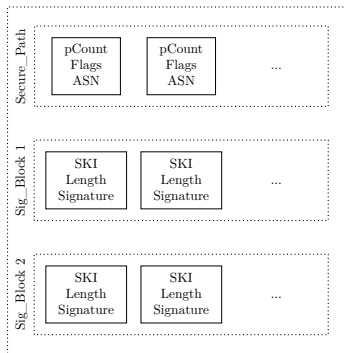 Secure_Path
pCount
Flags
ASN
pCount
Flags
ASN
...
Sig_Block 1
SKI
Length
Signature
SKI
Length
Signature
...
Sig_Block 2
SKI
Length
Signature
SKI
Length
Signature
...